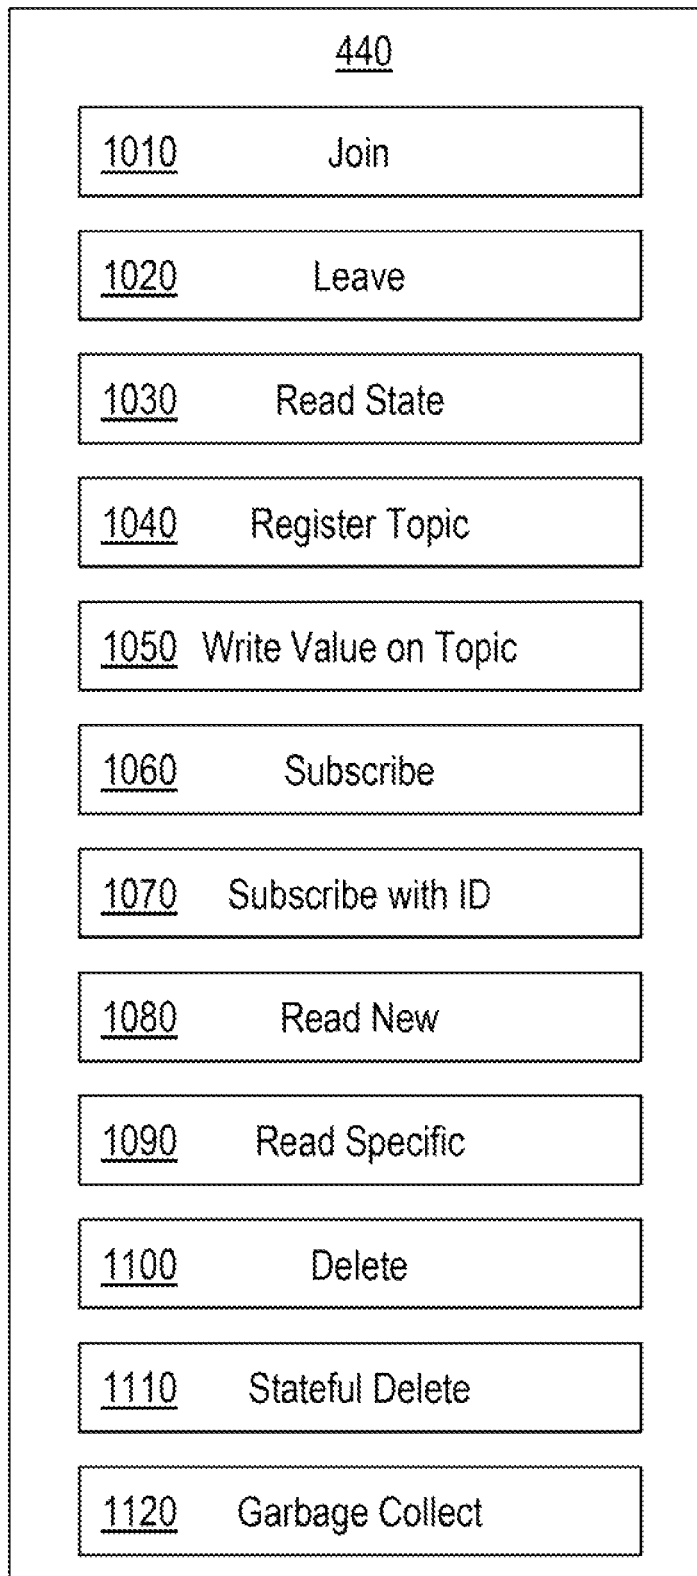 440
1010 Join
1020 Leave
1030 Read State
1040 Register Topic
1050 Write Value on Topic
1060 Subscribe
1070 Subscribe with ID
1080 Read New
1090 Read Specific
1100 Delete
1110 Stateful Delete
1120 Garbage Collect